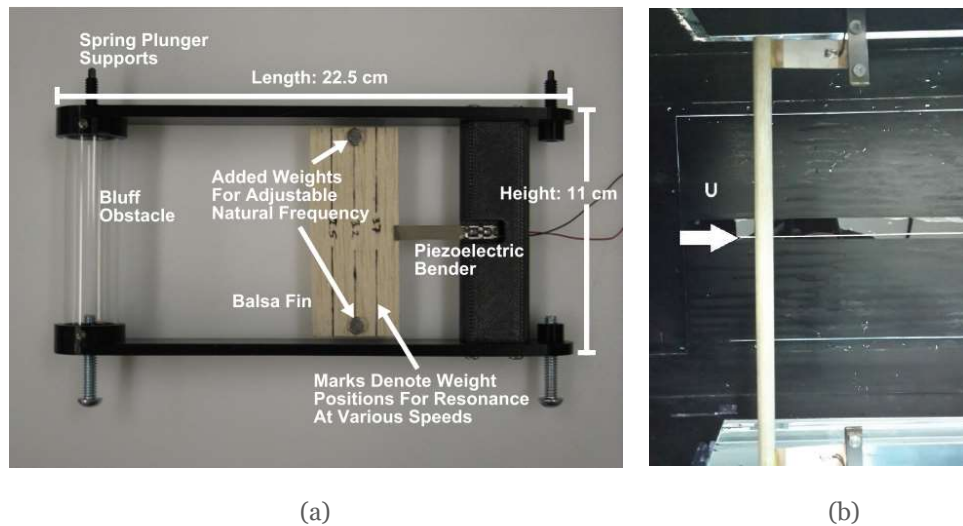 Spring Plunger
Supports
Length: 22.5 cm
Bluff
Obstacle
Added Weights
For Adjustable
Natural Frequency
Height: 11 cm
Piezoelectric
Bender
Balsa Fin
Marks Denote Weight
Positions For Resonance
At Various Speeds
U
(a)
(b)